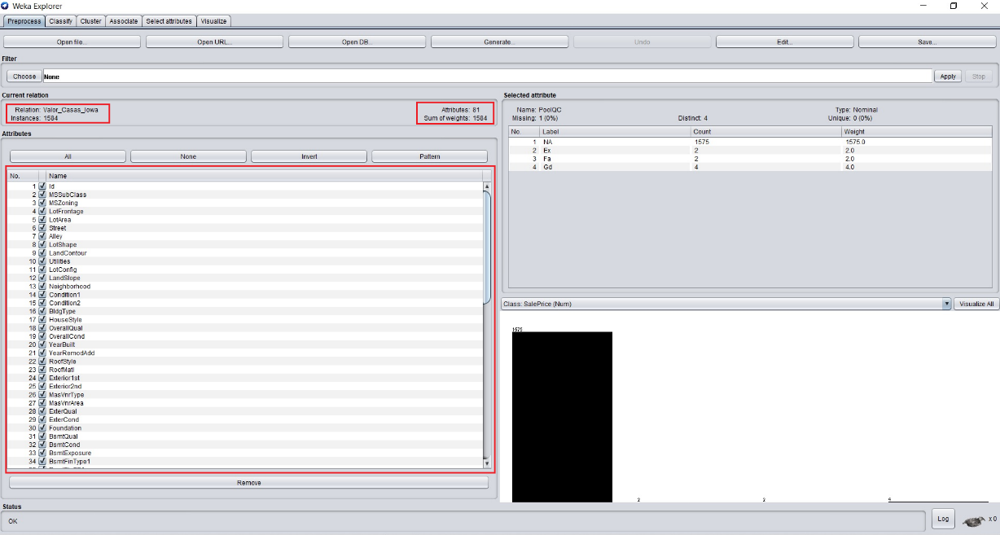 Weka Explorer
Preprocess Classify Cluster Associate Select attributes Visualize
Open file... Open URL... Open DB... Generate... Undo Edit... Save...
Filter
Choose None Apply Stop
Current relation
Relation: Valor_Casas_Iowa Attributes: 81
Instances: 1584 Sum of weights: 1584
Selected attribute
Name: PoolQC Type: Nominal
Missing: 1 (0%) Distinct: 4 Unique: 0 (0%)
No. Label Count Weight
1 NA 1575 1575.0
2 Ex 2 2.0
3 Fa 2 2.0
4 Gd 4 4.0
Attributes
All None Invert Pattern
No. Name
1 Id
2 MSSubClass
3 MSZoning
4 LotFrontage
5 LotArea
6 Street
7 Alley
8 LotShape
9 LandContour
10 Utilities
11 LotConfig
12 LandSlope
13 Neighborhood
14 Condition1
15 Condition2
16 BldgType
17 HouseStyle
18 OverallQual
19 OverallCond
20 YearBuilt
21 YearRemodAdd
22 RoofStyle
23 RoofMatl
24 Exterior1st
25 Exterior2nd
26 MasVnrType
27 MasVnrArea
28 ExterQual
29 ExterCond
30 Foundation
31 BsmtQual
32 BsmtCond
33 BsmtExposure
34 BsmtFinType1
Remove
Class: SalePrice (Num) Visualize All
1575
2
2
4
Status
OK
Log x 0